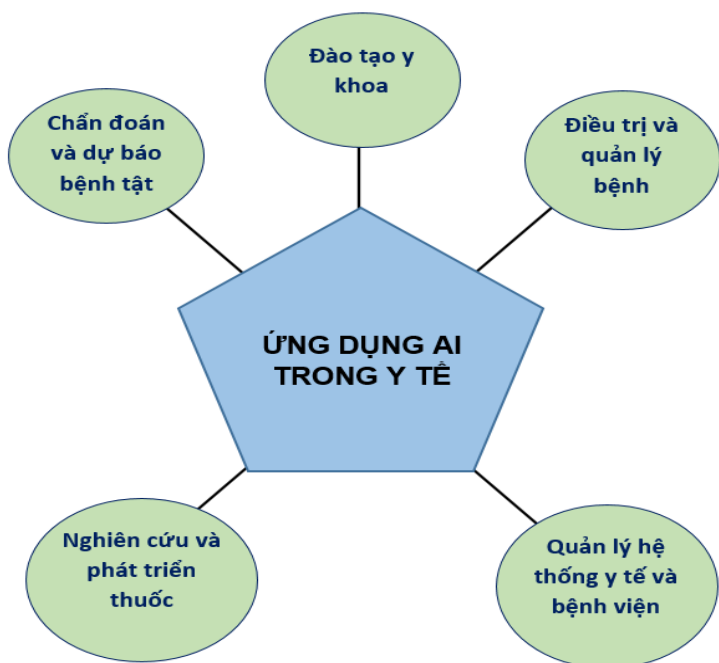 Đào tạo y
khoa
Chẩn đoán
và dự báo
bệnh tật
Điều trị và
quản lý
bệnh
ỨNG DỤNG AI
TRONG Y TẾ
Nghiên cứu và
phát triển
thuốc
Quản lý hệ
thống y tế và
bệnh viện